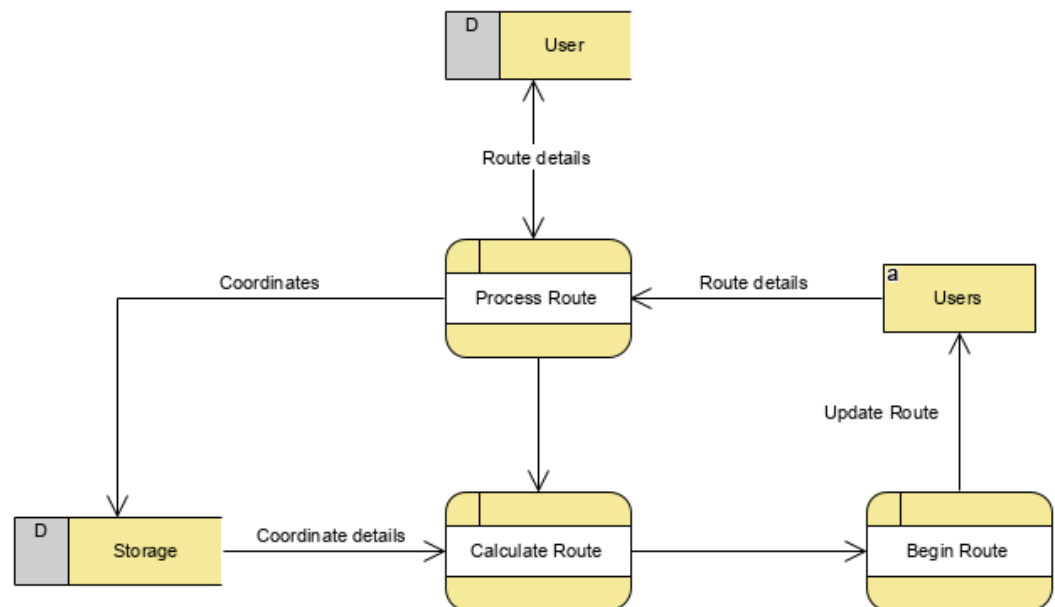 D
User
Route details
Coordinates
Process Route
Route details
a
Users
Update Route
D
Storage
Coordinate details
Calculate Route
Begin Route